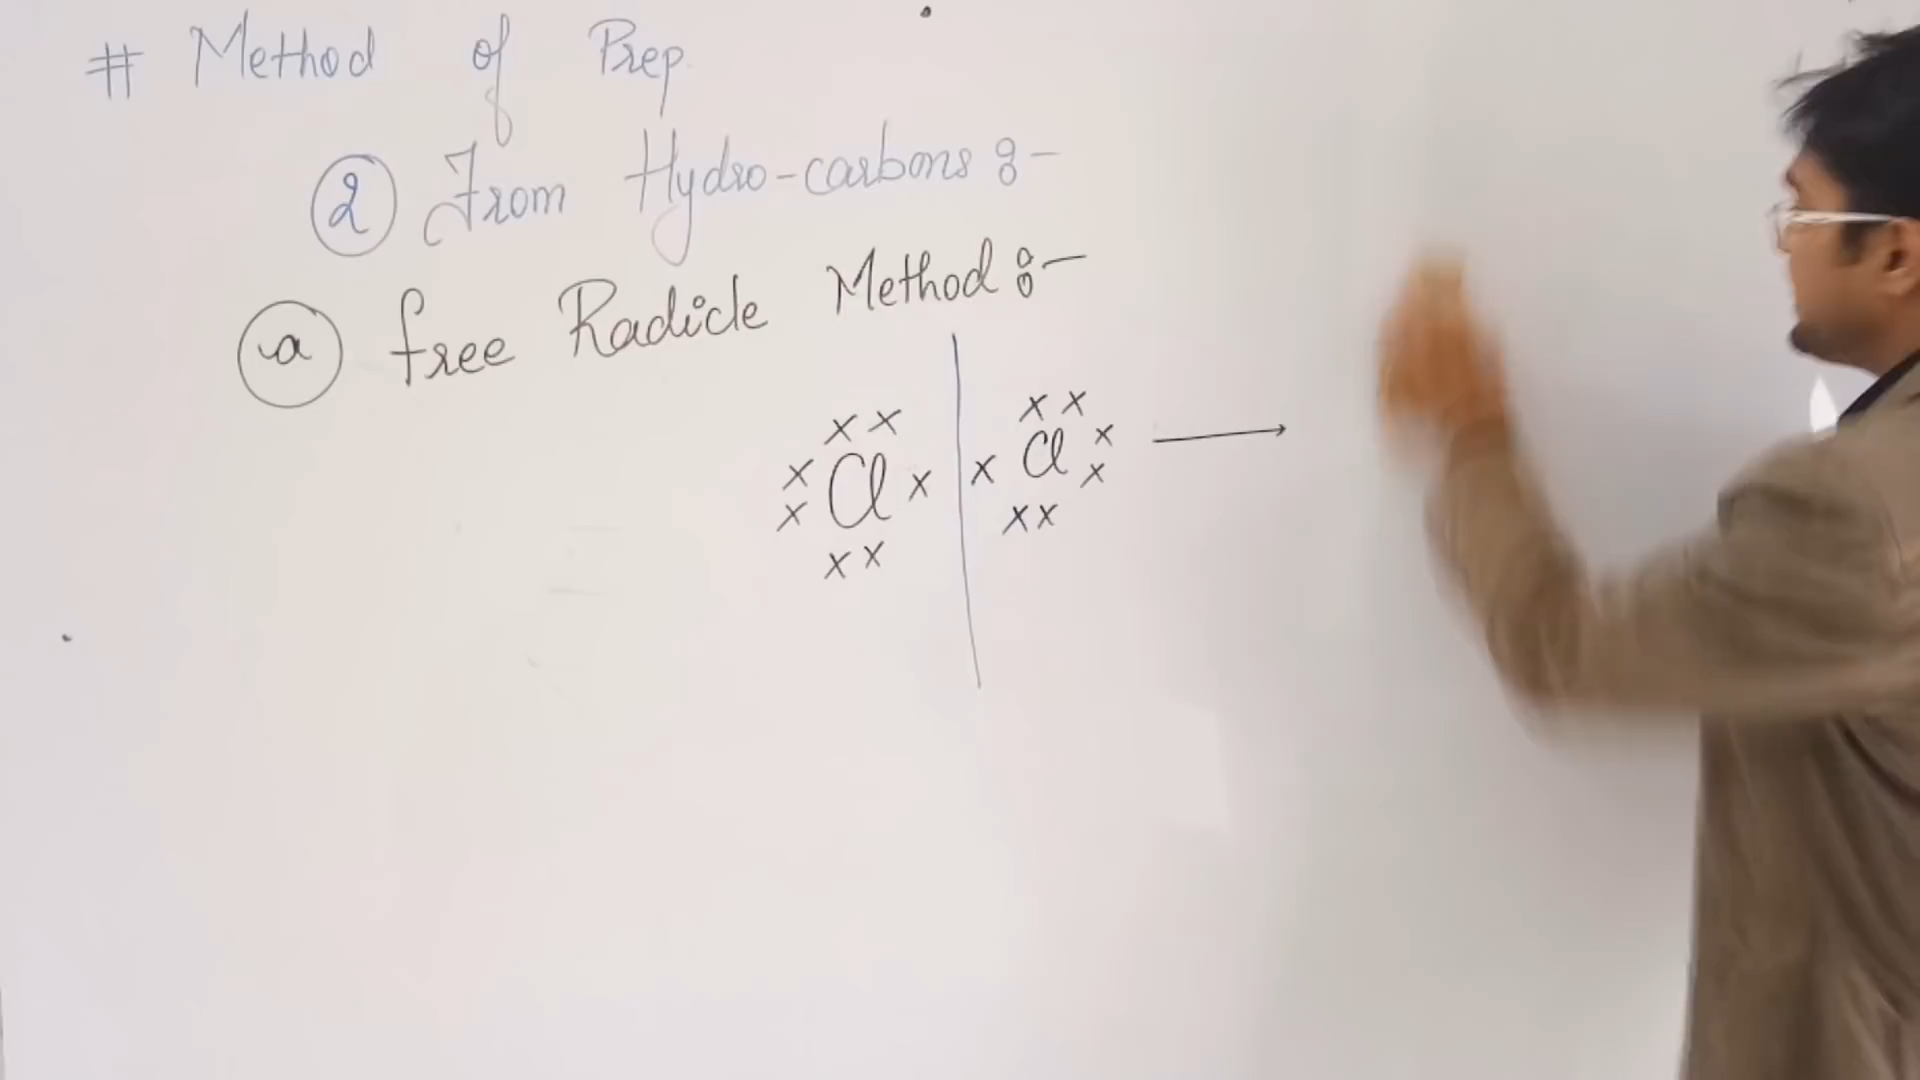 # Method of Prep.
② From Hydro-carbons :-
ⓐ free Radicle Method :-
x x x x
x Cl x | x Cl x ⟶
x x
x x x x